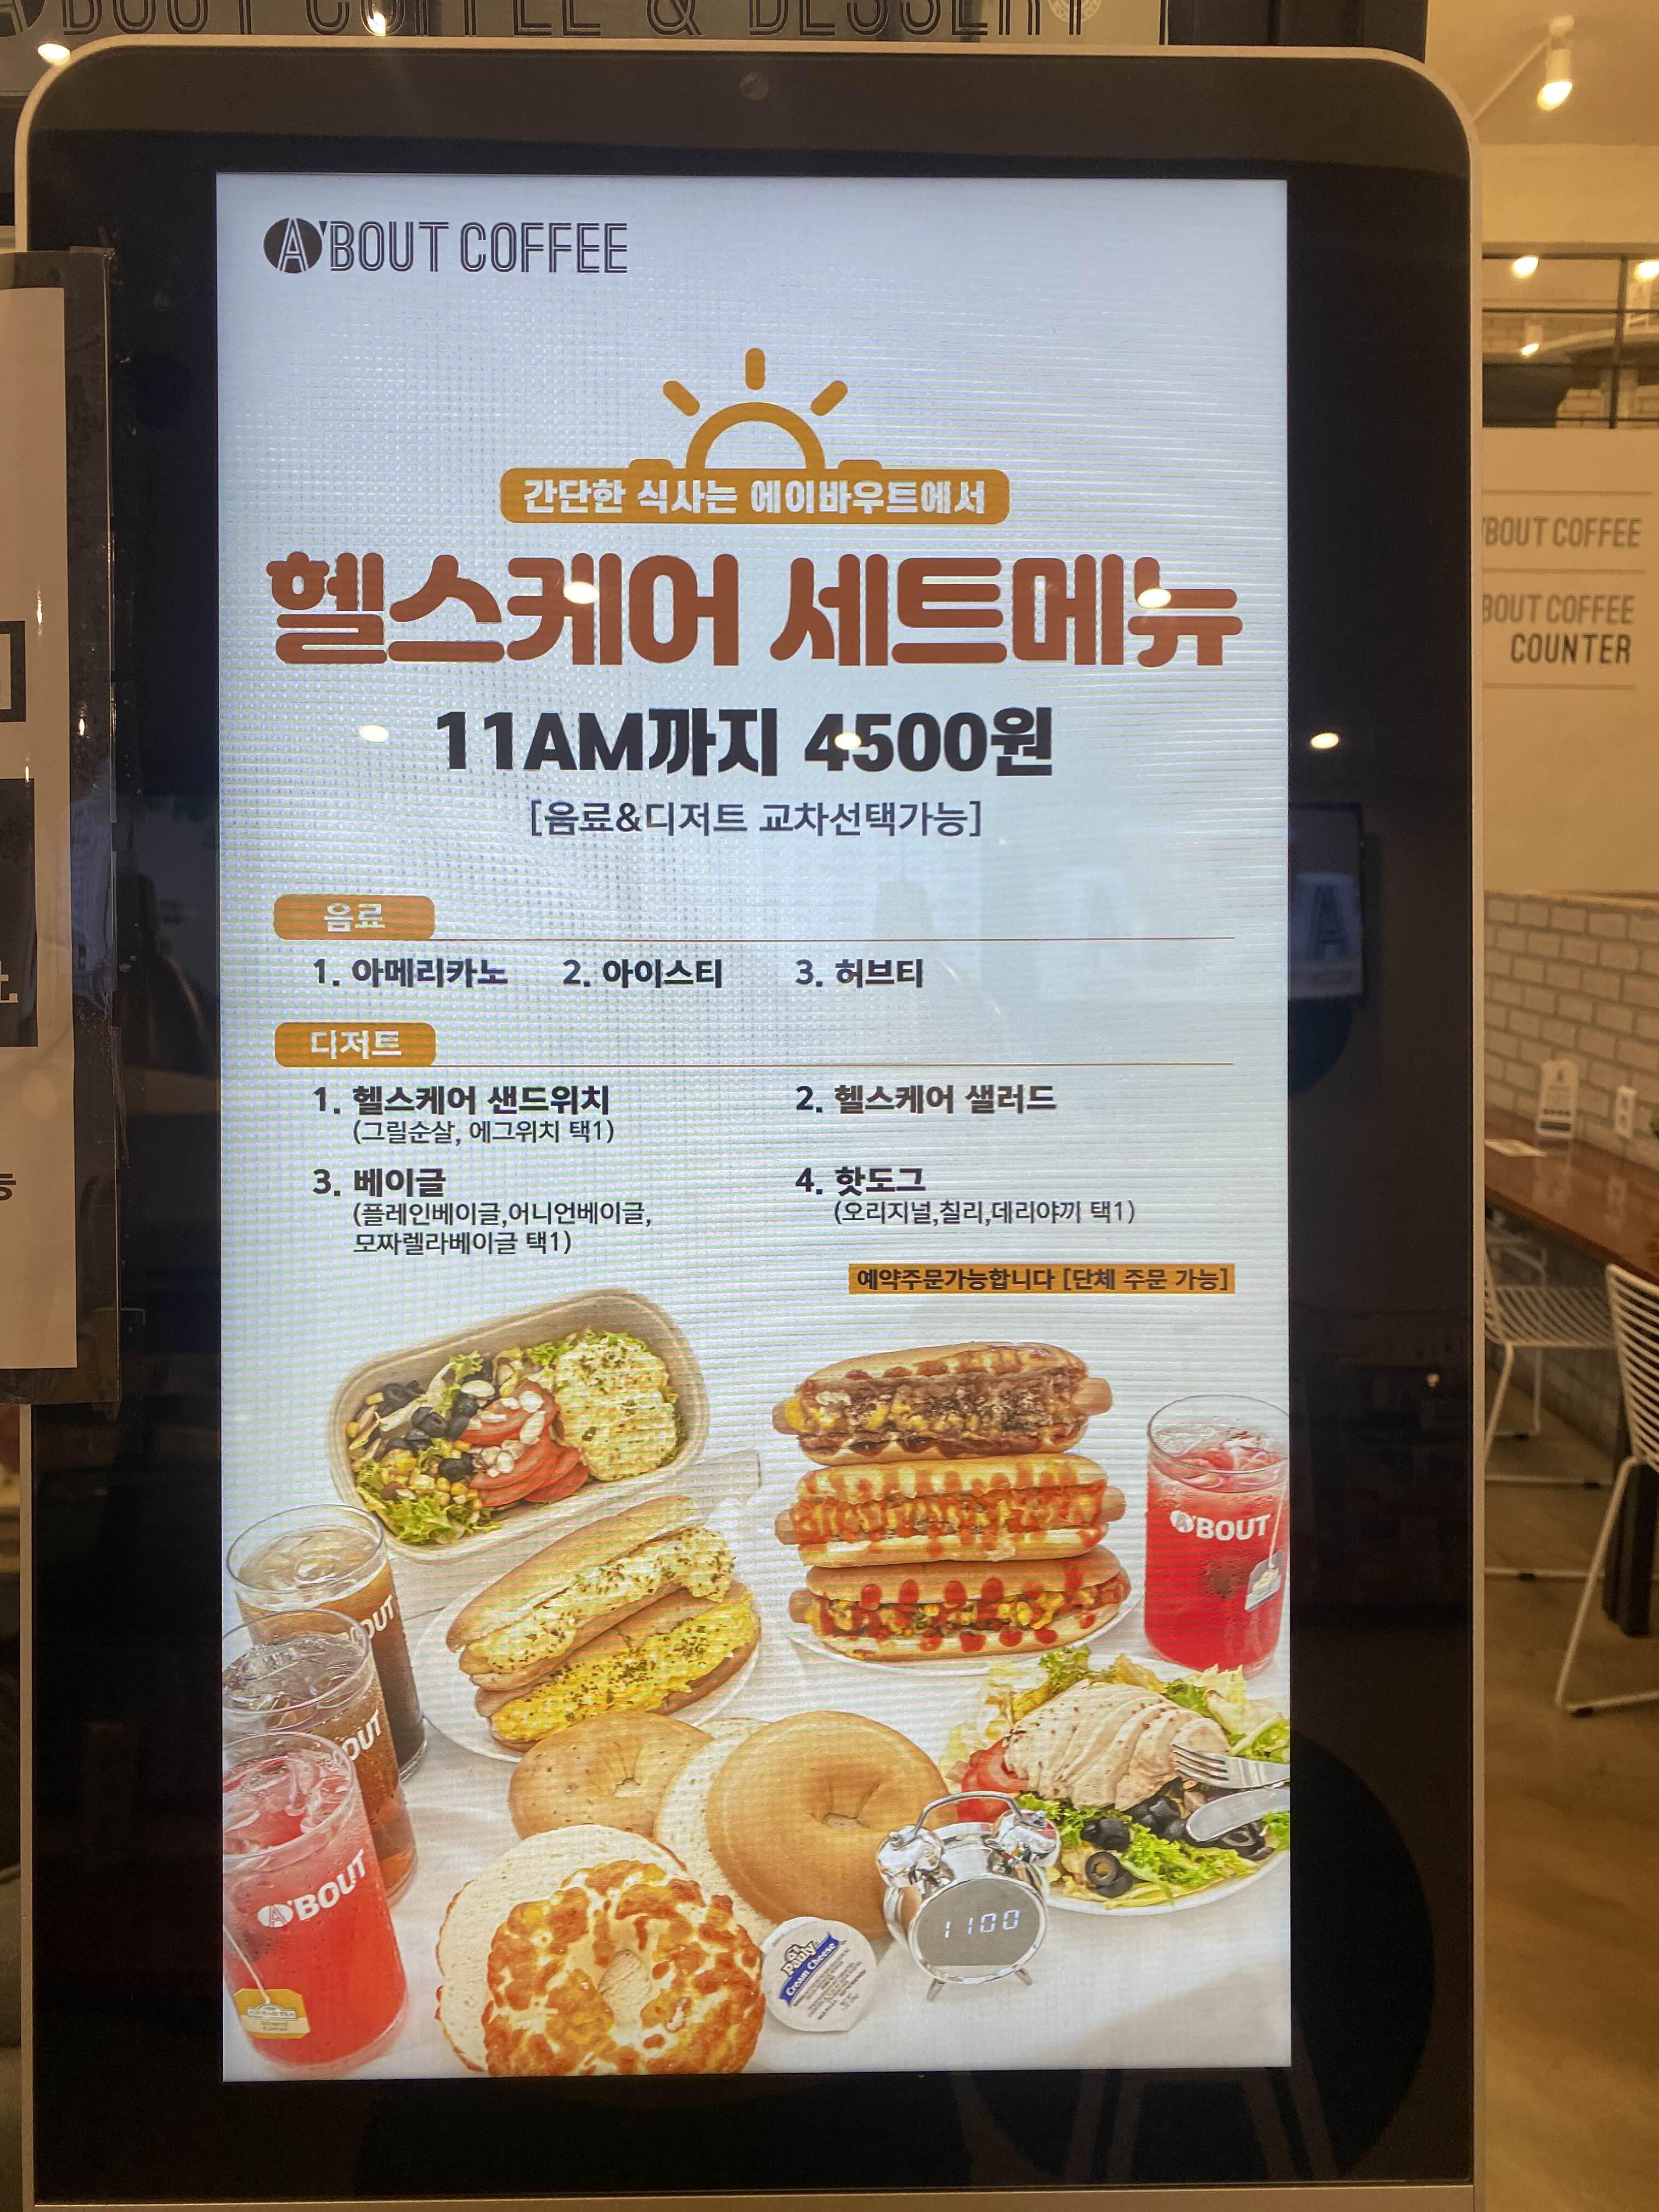 BOUT COFFEE & DESSERT
A'BOUT COFFEE
간단한 식사는 에이바우트에서
헬스케어 세트메뉴
11AM까지 4500원
[음료&디저트 교차선택가능]
음료
1. 아메리카노 2. 아이스티 3. 허브티
디저트
1. 헬스케어 샌드위치
(그릴순살, 에그위치 택1)
2. 헬스케어 샐러드
3. 베이글
(플레인베이글,어니언베이글,
모짜렐라베이글 택1)
4. 핫도그
(오리지널,칠리,데리야끼 택1)
예약주문가능합니다 [단체 주문 가능]
A'BOUT
BOUT
OUT
A'BOUT
1100
Cream Cheese
'BOUT COFFEE
BOUT COFFEE
COUNTER